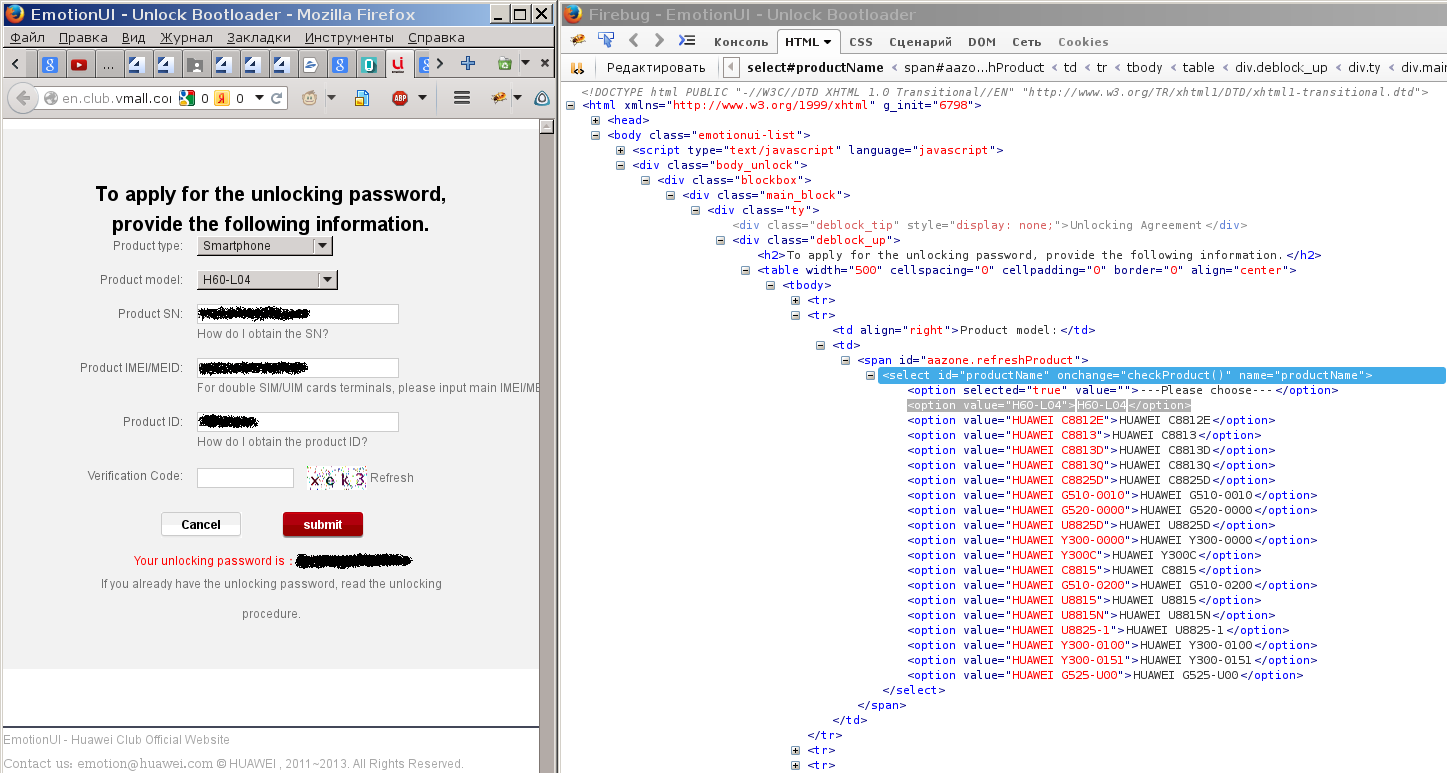 EmotionUI - Unlock Bootloader - Mozilla Firefox
Файл Правка Вид Журнал Закладки Инструменты Справка
en.club.vmall.co 0 0
To apply for the unlocking password,
provide the following information.
Product type: Smartphone
Product model: H60-L04
Product SN:
How do I obtain the SN?
Product IMEI/MEID:
For double SIM/UIM cards terminals, please input main IMEI/ME
Product ID:
How do I obtain the product ID?
Verification Code: xek3 Refresh
Cancel submit
Your unlocking password is :
If you already have the unlocking password, read the unlocking
procedure.
EmotionUI - Huawei Club Official Website
Contact us: emotion@huawei.com © HUAWEI , 2011~2013. All Rights Reserved.
Firebug - EmotionUI - Unlock Bootloader
Консоль HTML CSS Сценарий DOM Сеть Cookies
Редактировать select#productName < span#aazo...hProduct < td < tr < tbody < table < div.deblock_up < div.ty < div.main
<!DOCTYPE html PUBLIC "-//W3C//DTD XHTML 1.0 Transitional//EN" "http://www.w3.org/TR/xhtml1/DTD/xhtml1-transitional.dtd">
<html xmlns="http://www.w3.org/1999/xhtml" g_init="6798">
<head>
<body class="emotionui-list">
<script type="text/javascript" language="javascript">
<div class="body_unlock">
<div class="blockbox">
<div class="main_block">
<div class="ty">
<div class="deblock_tip" style="display: none;">Unlocking Agreement</div>
<div class="deblock_up">
<h2>To apply for the unlocking password, provide the following information.</h2>
<table width="500" cellspacing="0" cellpadding="0" border="0" align="center">
<tbody>
<tr>
<tr>
<td align="right">Product model:</td>
<td>
<span id="aazone.refreshProduct">
<select id="productName" onchange="checkProduct()" name="productName">
<option selected="true" value="">---Please choose---</option>
<option value="H60-L04">H60-L04</option>
<option value="HUAWEI C8812E">HUAWEI C8812E</option>
<option value="HUAWEI C8813">HUAWEI C8813</option>
<option value="HUAWEI C8813D">HUAWEI C8813D</option>
<option value="HUAWEI C8813Q">HUAWEI C8813Q</option>
<option value="HUAWEI C8825D">HUAWEI C8825D</option>
<option value="HUAWEI G510-0010">HUAWEI G510-0010</option>
<option value="HUAWEI G520-0000">HUAWEI G520-0000</option>
<option value="HUAWEI U8825D">HUAWEI U8825D</option>
<option value="HUAWEI Y300-0000">HUAWEI Y300-0000</option>
<option value="HUAWEI Y300C">HUAWEI Y300C</option>
<option value="HUAWEI C8815">HUAWEI C8815</option>
<option value="HUAWEI G510-0200">HUAWEI G510-0200</option>
<option value="HUAWEI U8815">HUAWEI U8815</option>
<option value="HUAWEI U8815N">HUAWEI U8815N</option>
<option value="HUAWEI U8825-1">HUAWEI U8825-1</option>
<option value="HUAWEI Y300-0100">HUAWEI Y300-0100</option>
<option value="HUAWEI Y300-0151">HUAWEI Y300-0151</option>
<option value="HUAWEI G525-U00">HUAWEI G525-U00</option>
</select>
</span>
</td>
</tr>
<tr>
<tr>